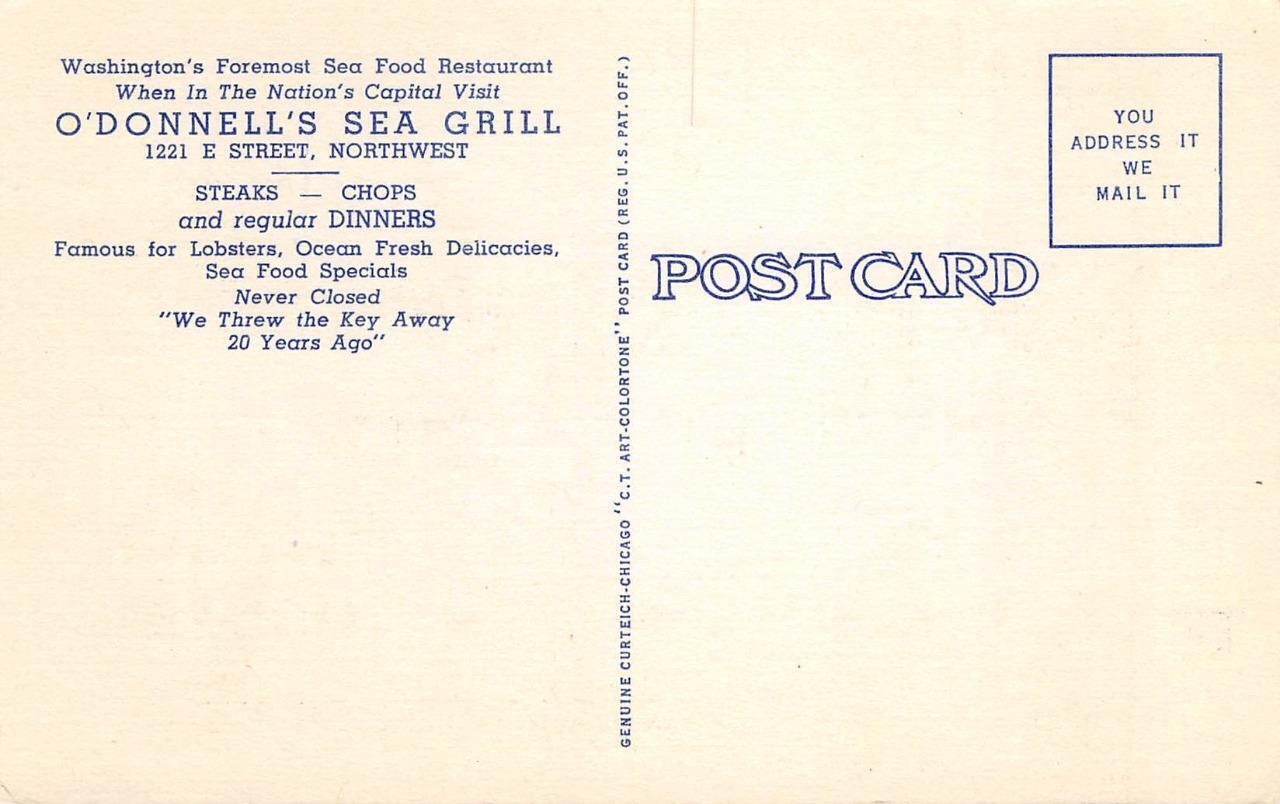 Washington's Foremost Sea Food Restaurant
When In The Nation's Capital Visit
O'DONNELL'S SEA GRILL
1221 E STREET, NORTHWEST
STEAKS — CHOPS
and regular DINNERS
Famous for Lobsters, Ocean Fresh Delicacies,
Sea Food Specials
Never Closed
"We Threw the Key Away
20 Years Ago"
GENUINE CURTEICH-CHICAGO "C.T. ART-COLORTONE" POST CARD (REG. U.S. PAT. OFF.)
POST CARD
YOU
ADDRESS IT
WE
MAIL IT